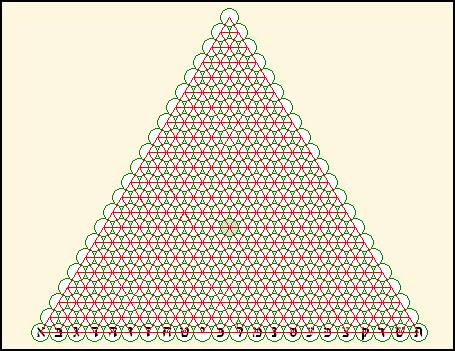 א ב ג ד ה ו ז ח ט י כ ל מ נ ס ע פ צ ק ר ש ת